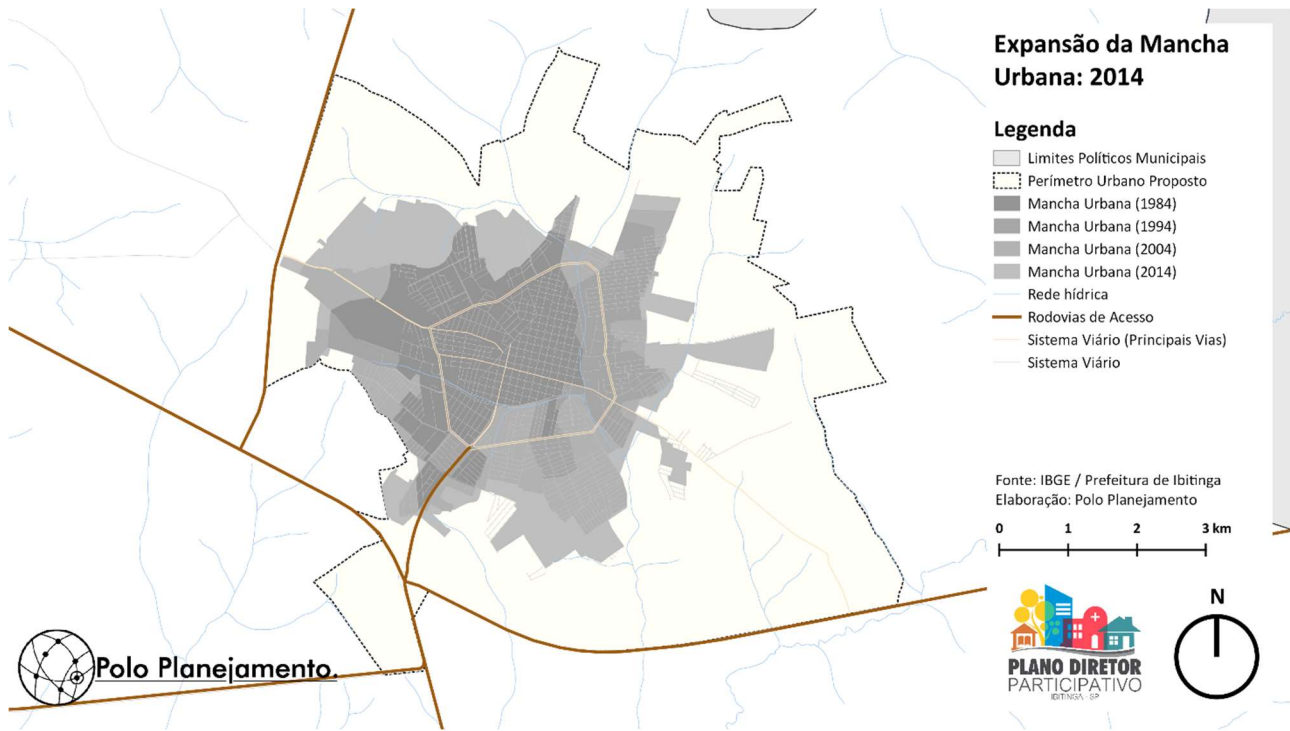 Expansão da Mancha
Urbana: 2014
Legenda
Limites Políticos Municipais
Perímetro Urbano Proposto
Mancha Urbana (1984)
Mancha Urbana (1994)
Mancha Urbana (2004)
Mancha Urbana (2014)
Rede hídrica
Rodovias de Acesso
Sistema Viário (Principais Vias)
Sistema Viário
Fonte: IBGE / Prefeitura de Ibitinga
Elaboração: Polo Planejamento
0 1 2 3 km
N
PLANO DIRETOR
PARTICIPATIVO
IBITINGA - SP
Polo Planejamento.